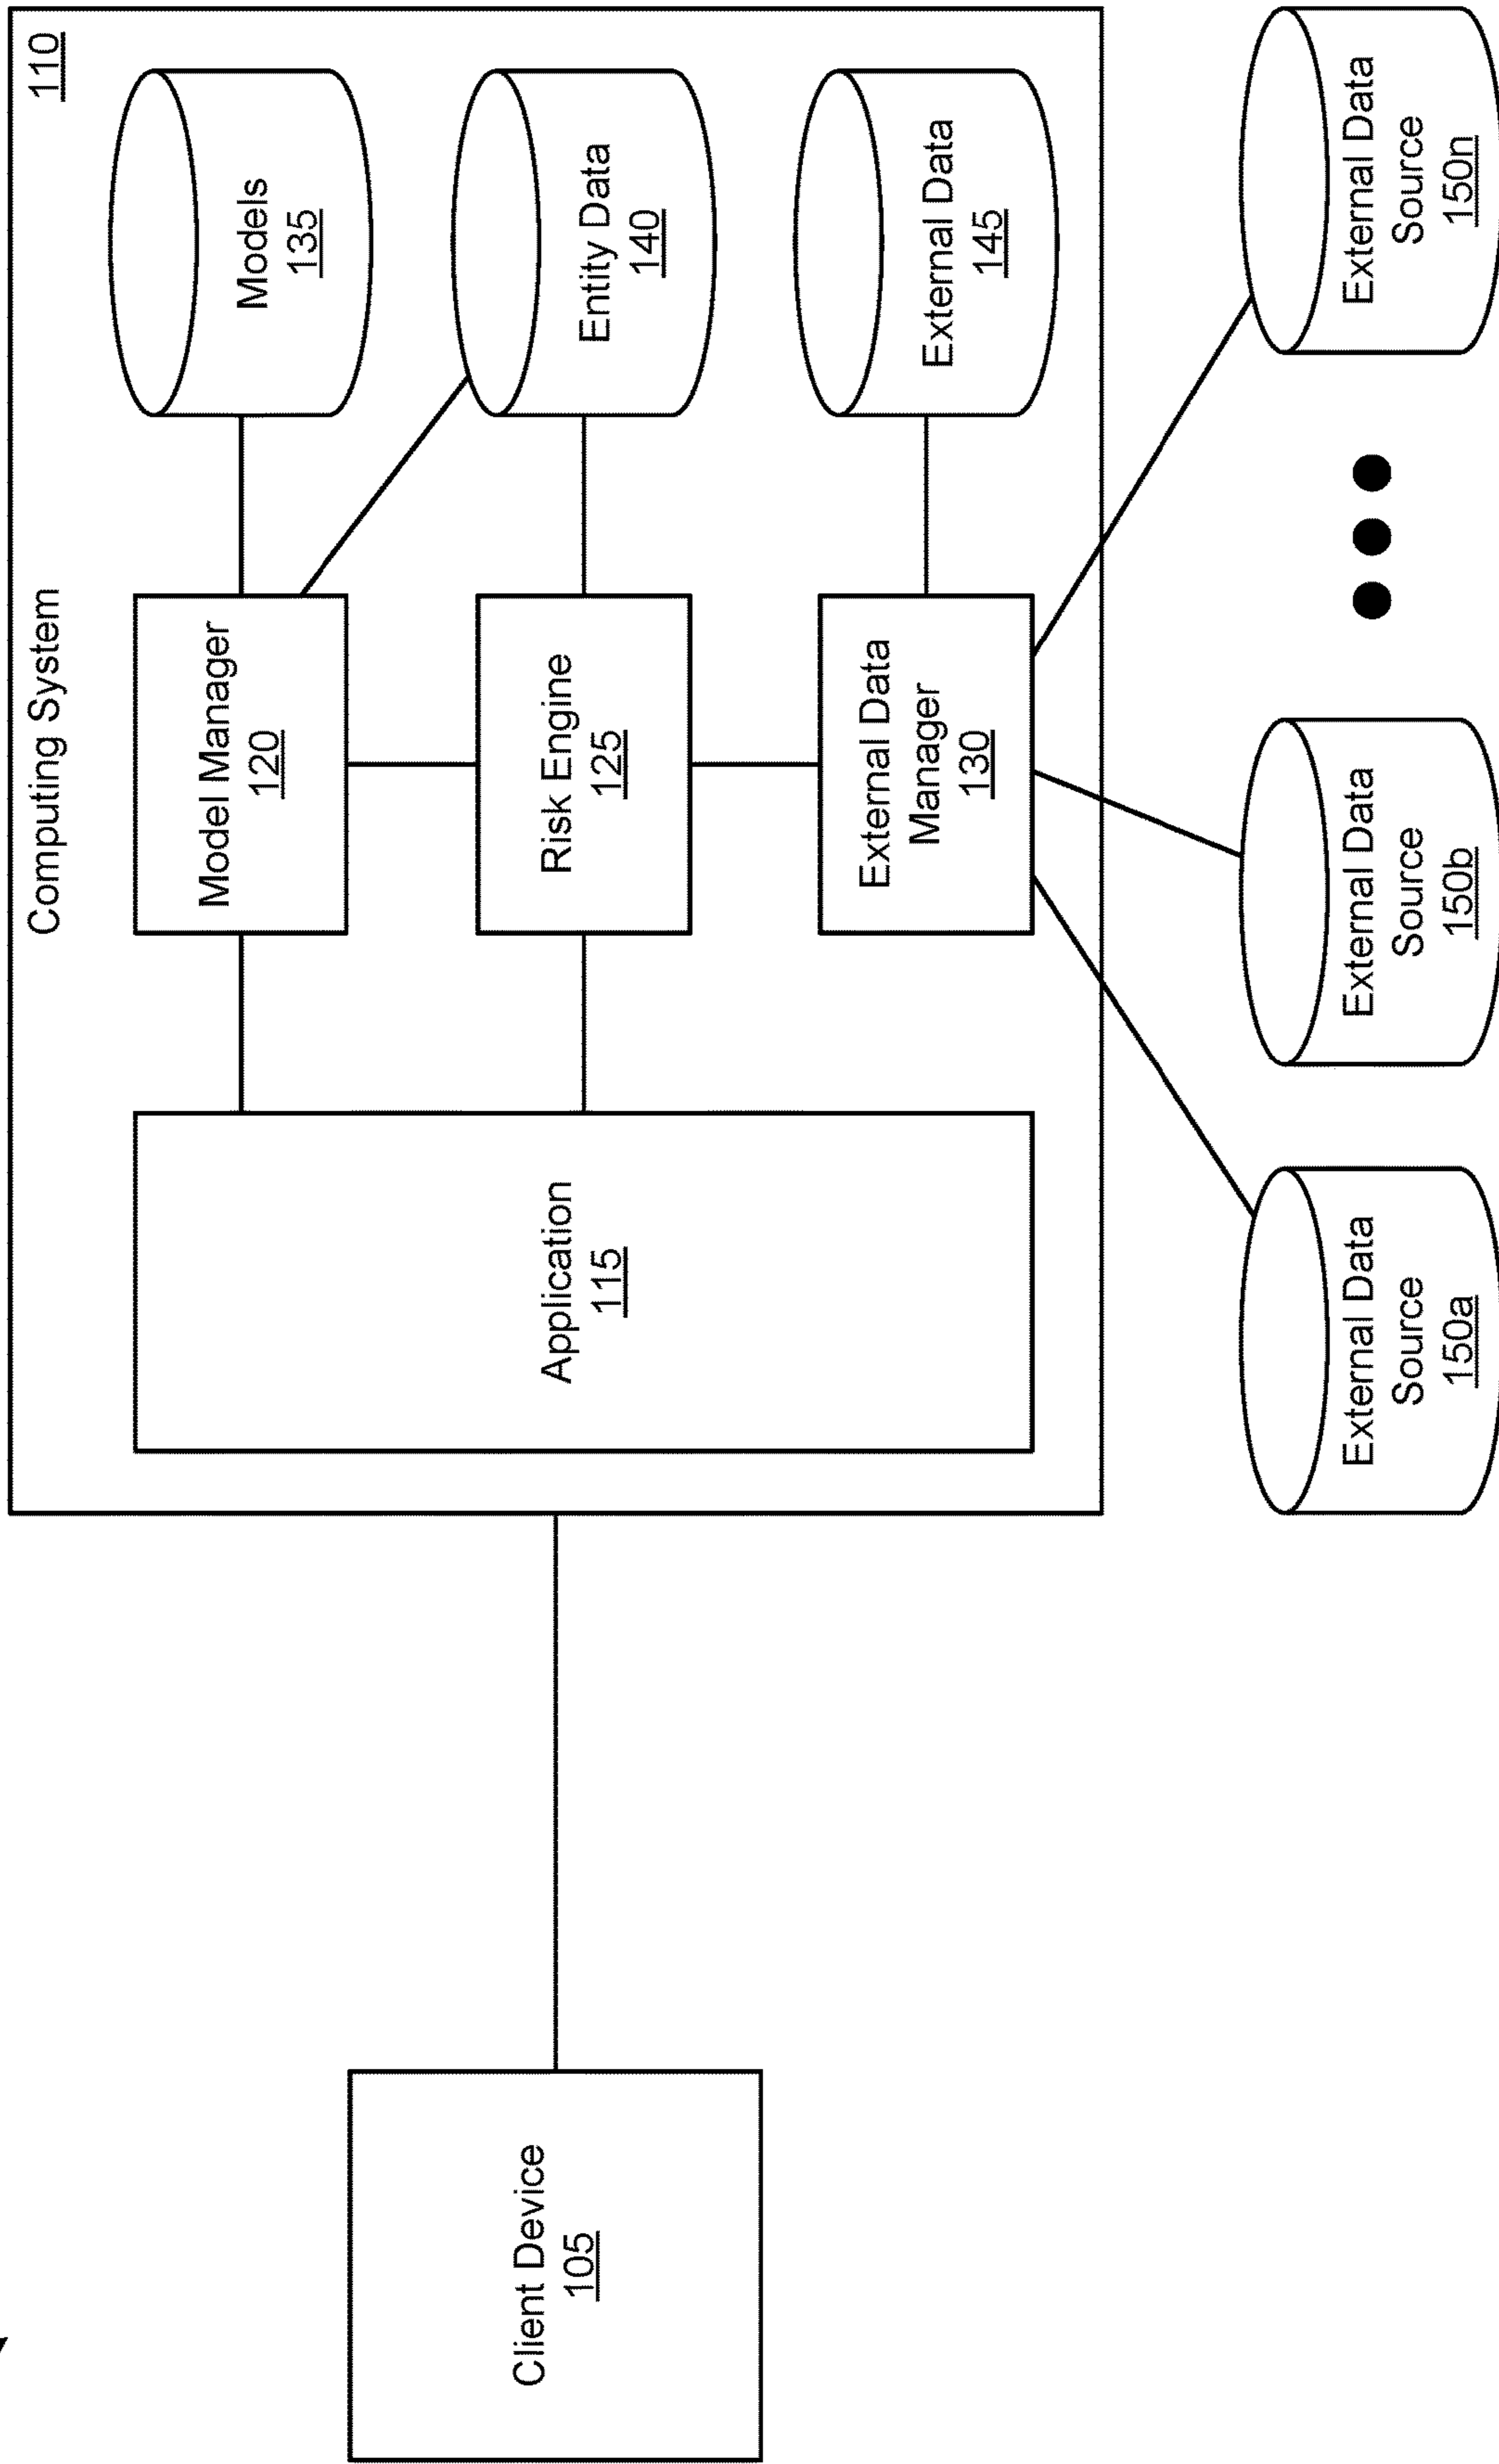 Computing System
110
Model Manager
120
Models
135
Application
115
Risk Engine
125
Entity Data
140
Client Device
105
External Data
Manager
130
External Data
145
External Data
Source
150a
External Data
Source
150b
External Data
Source
150n